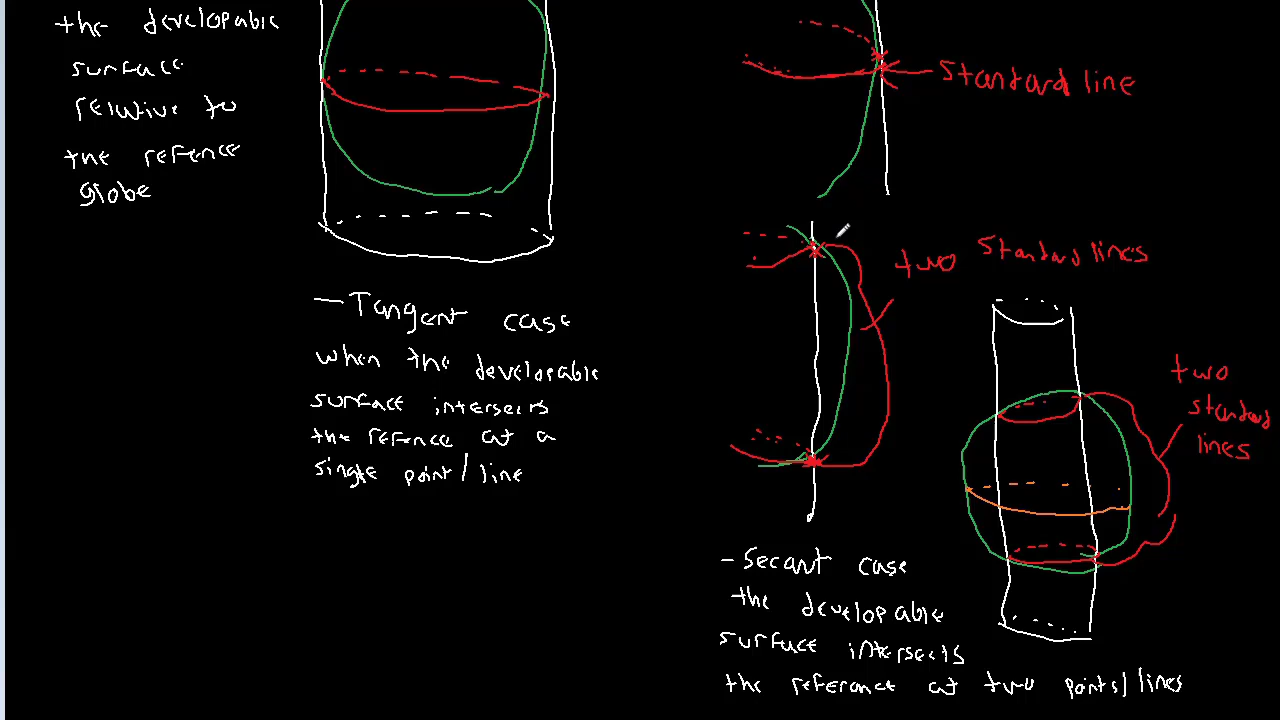 the developable
surface
relative to
the refence
globe
Standard line
two standard lines
- Tangent case
when the developable
surface intersects
the refence at a
single point/line
two
standard
lines
- Secant case
the developable
surface intersects
the reference at two points/lines